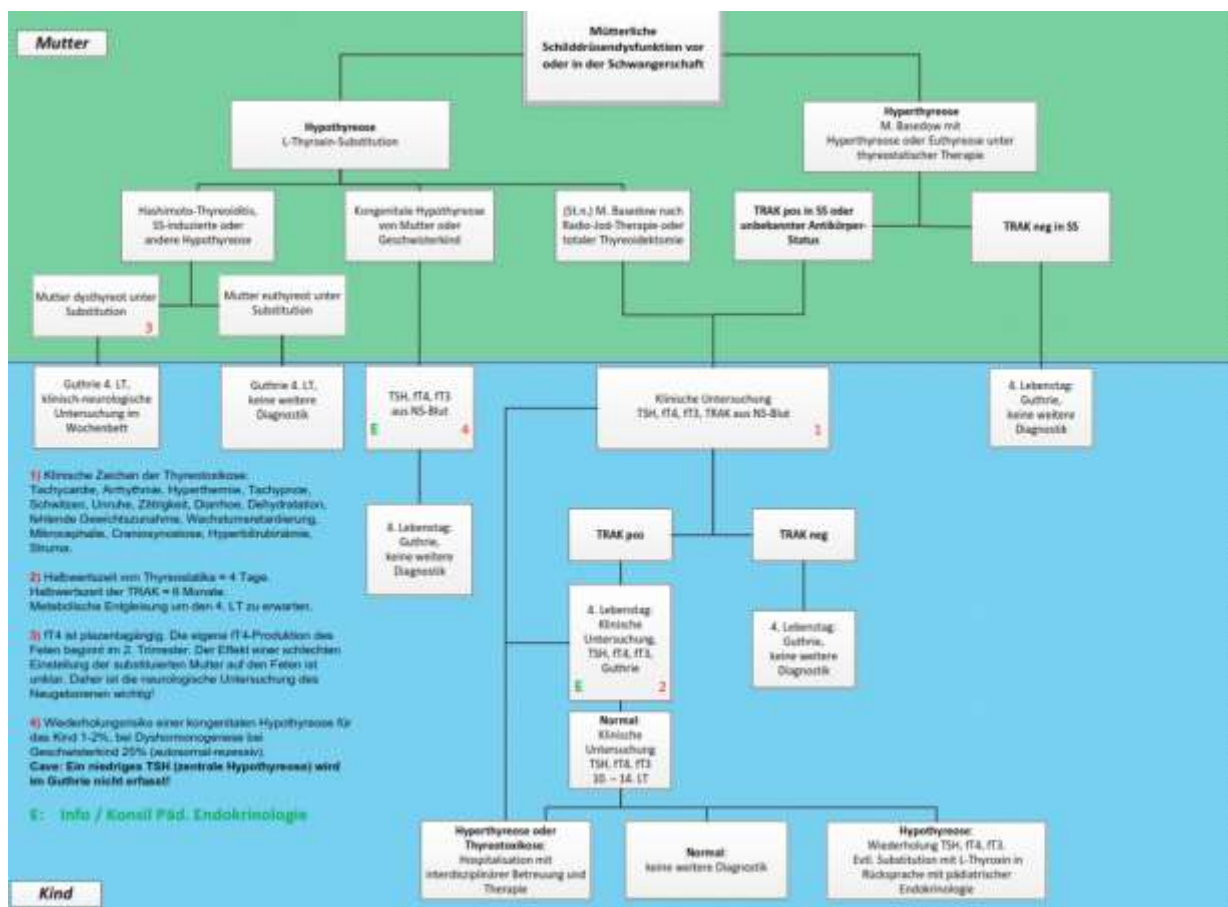 Mutter
Mütterliche
Schilddrüsendysfunktion vor
oder in der Schwangerschaft
Hypothyreose
L-Thyroxin-Substitution
Hyperthyreose
M. Basedow mit
Hyperthyreose oder Euthyreose unter
thyreostatischer Therapie
Hashimoto-Thyreoiditis,
SS-induzierte oder
andere Hypothyreose
Kongenitale Hypothyreose
von Mutter oder
Geschwisterkind
(St.n.) M. Basedow nach
Radio-Jod-Therapie oder
totaler Thyreoidektomie
TRAK pos in SS oder
unbekannter Antikörper-
Status
TRAK neg in SS
Mutter dysthyreot unter
Substitution
3
Mutter euthyreot unter
Substitution
Guthrie 4. LT,
klinisch-neurologische
Untersuchung im
Wochenbett
Guthrie 4. LT,
keine weitere
Diagnostik
TSH, fT4, fT3
aus NS-Blut
E 4
Klinische Untersuchung
TSH, fT4, fT3, TRAK aus NS-Blut
1
4. Lebenstag:
Guthrie,
keine weitere
Diagnostik
1) Klinische Zeichen der Thyreotoxikose:
Tachycardie, Arrhythmie, Hyperthermie, Tachypnoe,
Schwitzen, Unruhe, Zittrigkeit, Diarrhoe, Dehydratation,
fehlende Gewichtszunahme, Wachstumsretardierung,
Mikrocephalie, Craniosynostose, Hyperbilirubinämie,
Struma.
2) Halbwertszeit von Thyreostatika = 4 Tage.
Halbwertszeit der TRAK = 6 Monate.
Metabolische Entgleisung um den 4. LT zu erwarten.
3) fT4 ist plazentagängig. Die eigene fT4-Produktion des
Feten beginnt im 2. Trimester. Der Effekt einer schlechten
Einstellung der substituierten Mutter auf den Feten ist
unklar. Daher ist die neurologische Untersuchung des
Neugeborenen wichtig!
4) Wiederholungsrisiko einer kongenitalen Hypothyreose für
das Kind 1-2%, bei Dyshormonogenese bei
Geschwisterkind 25% (autosomal-rezessiv).
Cave: Ein niedriges TSH (zentrale Hypothyreose) wird
im Guthrie nicht erfasst!
E: Info / Konsil Päd. Endokrinologie
4. Lebenstag:
Guthrie,
keine weitere
Diagnostik
TRAK pos
TRAK neg
4. Lebenstag:
Klinische
Untersuchung,
TSH, fT4, fT3,
Guthrie
E 2
4. Lebenstag:
Guthrie,
keine weitere
Diagnostik
Normal:
Klinische
Untersuchung
TSH, fT4, fT3
10. – 14. LT
Hyperthyreose oder
Thyreotoxikose:
Hospitalisation mit
interdisziplinärer Betreuung und
Therapie
Normal:
keine weitere Diagnostik
Hypothyreose:
Wiederholung TSH, fT4, fT3.
Evtl. Substitution mit L-Thyroxin in
Rücksprache mit pädiatrischer
Endokrinologie
Kind